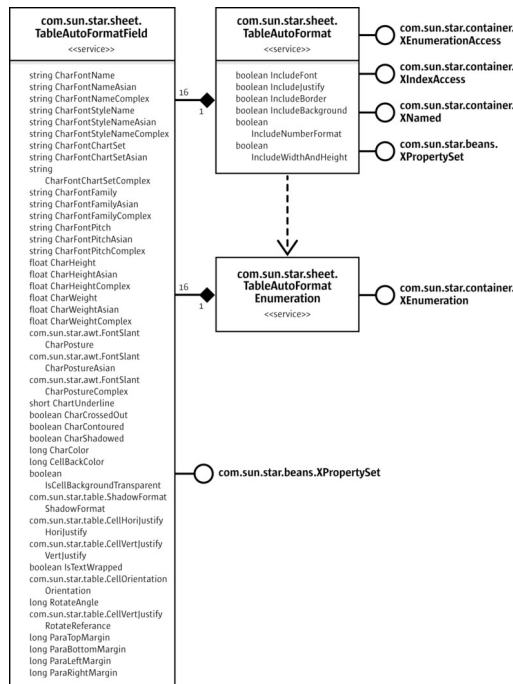 com.sun.star.sheet.
TableAutoFormatField
<<service>>
string CharFontName
string CharFontNameAsian
string CharFontNameComplex
string CharFontStyleName
string CharFontStyleNameAsian
string CharFontStyleNameComplex
string CharFontChartSet
string CharFontChartSetAsian
string
CharFontChartSetComplex
string CharFontFamily
string CharFontFamilyAsian
string CharFontFamilyComplex
string CharFontPitch
string CharFontPitchAsian
string CharFontPitchComplex
float CharHeight
float CharHeightAsian
float CharHeightComplex
float CharWeight
float CharWeightAsian
float CharWeightComplex
com.sun.star.awt.FontSlant
CharPosture
com.sun.star.awt.FontSlant
CharPostureAsian
com.sun.star.awt.FontSlant
CharPostureComplex
short ChartUnderline
boolean CharCrossedOut
boolean CharContoured
boolean CharShadowed
long CharColor
long CellBackColor
boolean
IsCellBackgroundTransparent
com.sun.star.table.ShadowFormat
ShadowFormat
com.sun.star.table.CellHoriJustify
HoriJustify
com.sun.star.table.CellVertJustify
VertJustify
boolean IsTextWrapped
com.sun.star.table.CellOrientation
Orientation
long RotateAngle
com.sun.star.table.CellVertJustify
RotateReferance
long ParaTopMargin
long ParaBottomMargin
long ParaLeftMargin
long ParaRightMargin
16
1
com.sun.star.sheet.
TableAutoFormat
<<service>>
boolean IncludeFont
boolean IncludeJustify
boolean IncludeBorder
boolean IncludeBackground
boolean
IncludeNumberFormat
boolean
IncludeWidthAndHeight
com.sun.star.container.
XEnumerationAccess
com.sun.star.container.
XIndexAccess
com.sun.star.container.
XNamed
com.sun.star.beans.
XPropertySet
16
1
com.sun.star.sheet.
TableAutoFormat
Enumeration
<<service>>
com.sun.star.container.
XEnumeration
com.sun.star.beans.XPropertySet